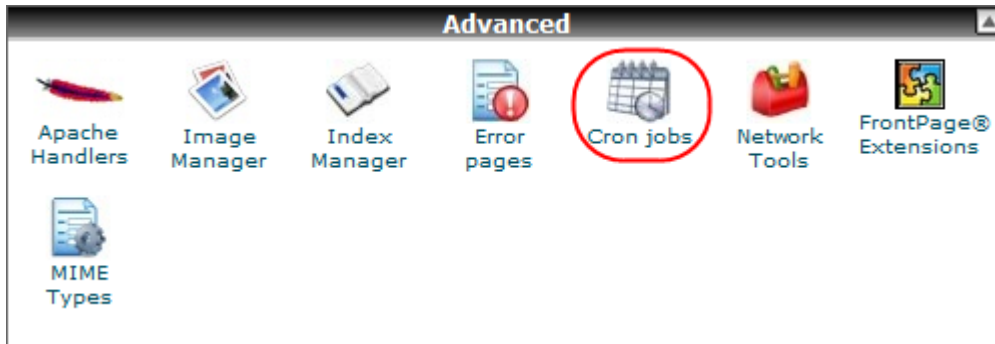 Advanced
Apache
Handlers
Image
Manager
Index
Manager
Error
pages
Cron jobs
Network
Tools
FrontPage®
Extensions
MIME
Types